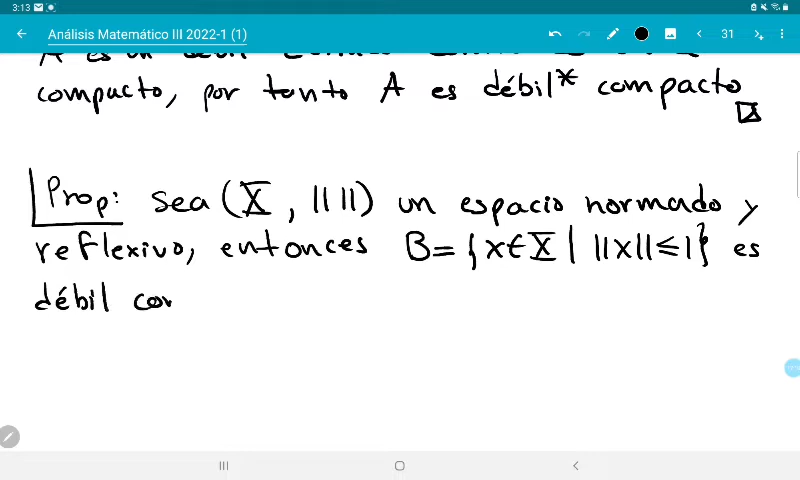 3:13
Análisis Matemático III 2022-1 (1)
31
compacto, por tanto A es débil* compacto
Prop: sea (X, || ||) un espacio normado y
reflexivo, entonces B={x∈X | ||x||≤1} es
débil com